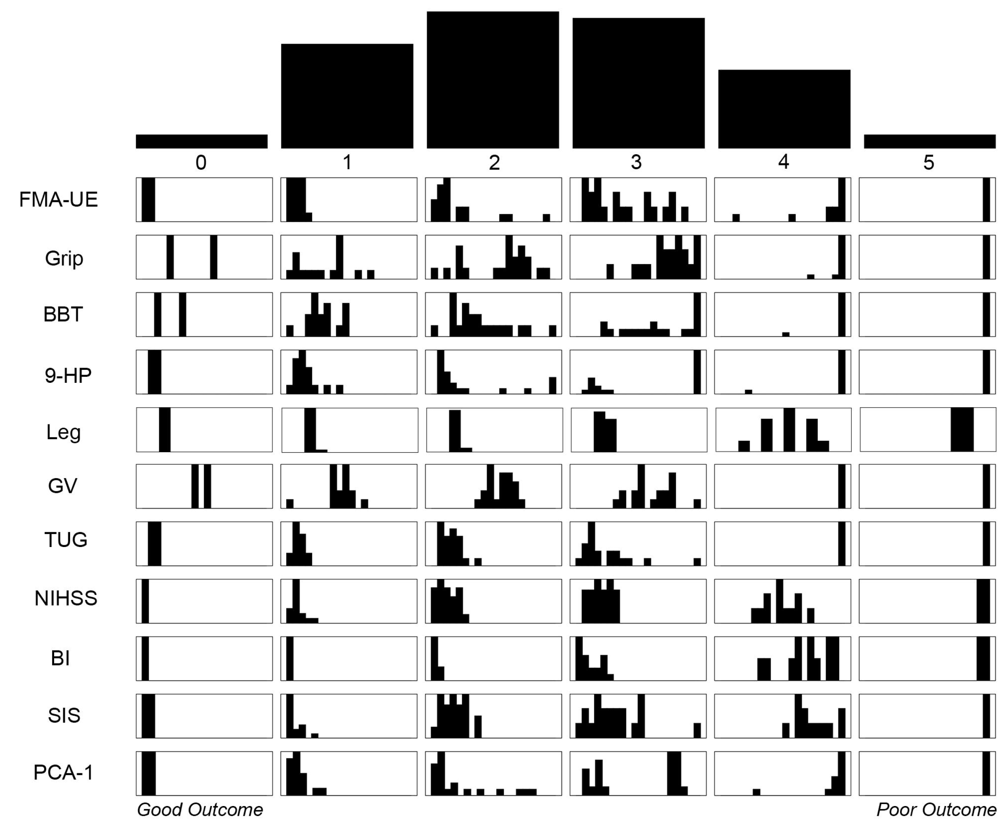 0 1 2 3 4 5
FMA-UE
Grip
BBT
9-HP
Leg
GV
TUG
NIHSS
BI
SIS
PCA-1
Good Outcome Poor Outcome